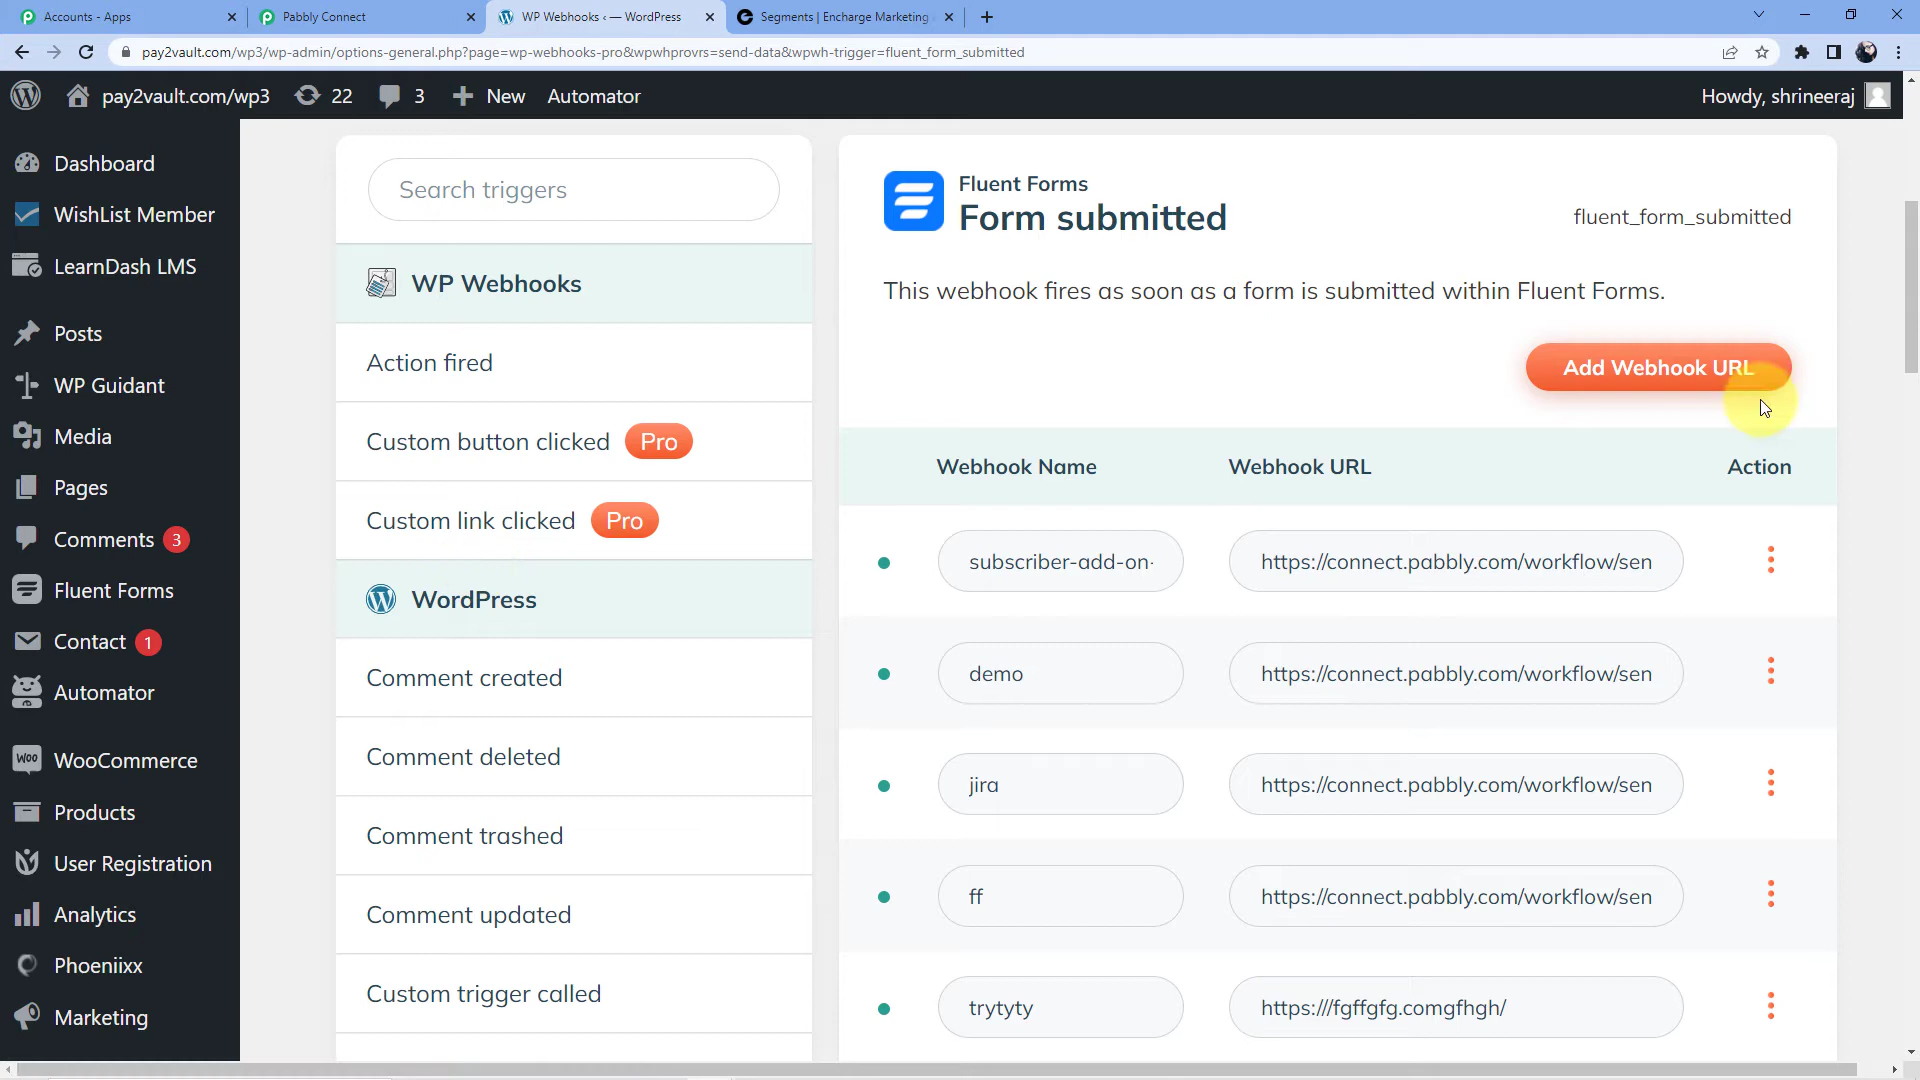 Accounts - Apps
Pabbly Connect
WP Webhooks ‹ — WordPress
Segments | Encharge Marketing
pay2vault.com/wp3/wp-admin/options-general.php?page=wp-webhooks-pro&wpwhprovrs=send-data&wpwh-trigger=fluent_form_submitted
pay2vault.com/wp3
22
3
New
Automator
Howdy, shrineeraj
Dashboard
WishList Member
LearnDash LMS
Posts
WP Guidant
Media
Pages
Comments 3
Fluent Forms
Contact 1
Automator
WooCommerce
Products
User Registration
Analytics
Phoeniixx
Marketing
Search triggers
WP Webhooks
Action fired
Custom button clicked Pro
Custom link clicked Pro
WordPress
Comment created
Comment deleted
Comment trashed
Comment updated
Custom trigger called
Fluent Forms
Form submitted
fluent_form_submitted
This webhook fires as soon as a form is submitted within Fluent Forms.
Add Webhook URL
Webhook Name Webhook URL Action
subscriber-add-on- https://connect.pabbly.com/workflow/sen
demo https://connect.pabbly.com/workflow/sen
jira https://connect.pabbly.com/workflow/sen
ff https://connect.pabbly.com/workflow/sen
trytyty https:///fgffgfg.comgfhgh/